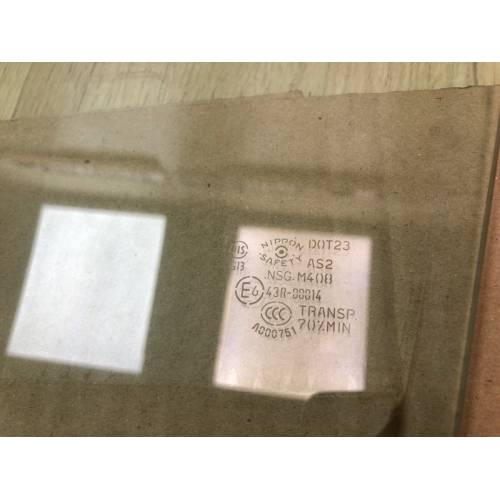 NIPPON SAFETY DOT23
AS2
NSG M408
E6 43R-00014
CCC TRANSP.
A000751 70%MIN